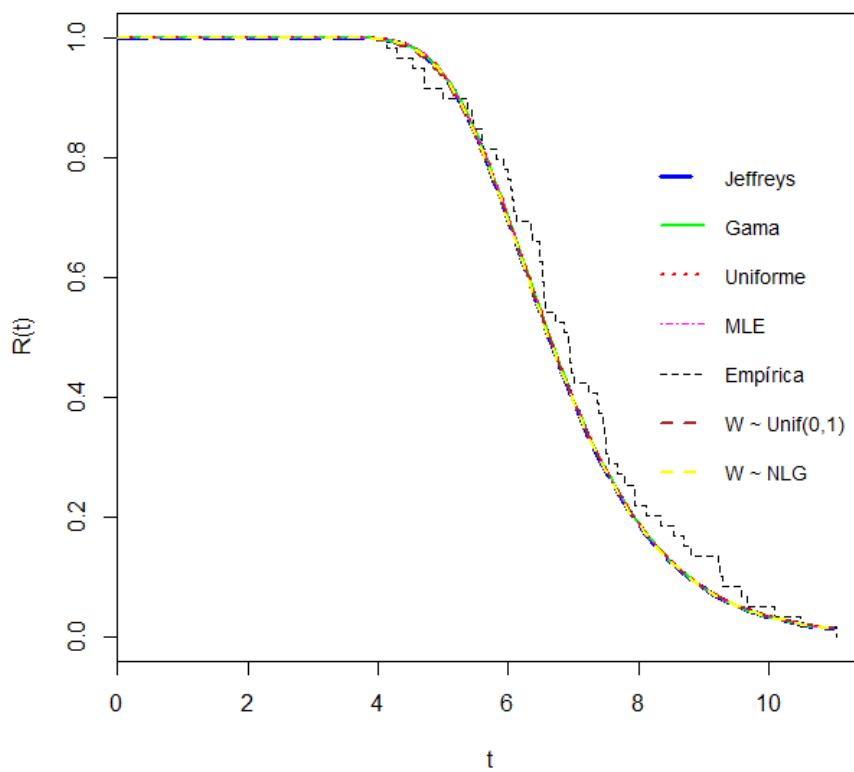 R(t)
1.0
0.8
0.6
0.4
0.2
0.0
Jeffreys
Gama
Uniforme
MLE
Empírica
W ~ Unif(0,1)
W ~ NLG
0 2 4 6 8 10
t